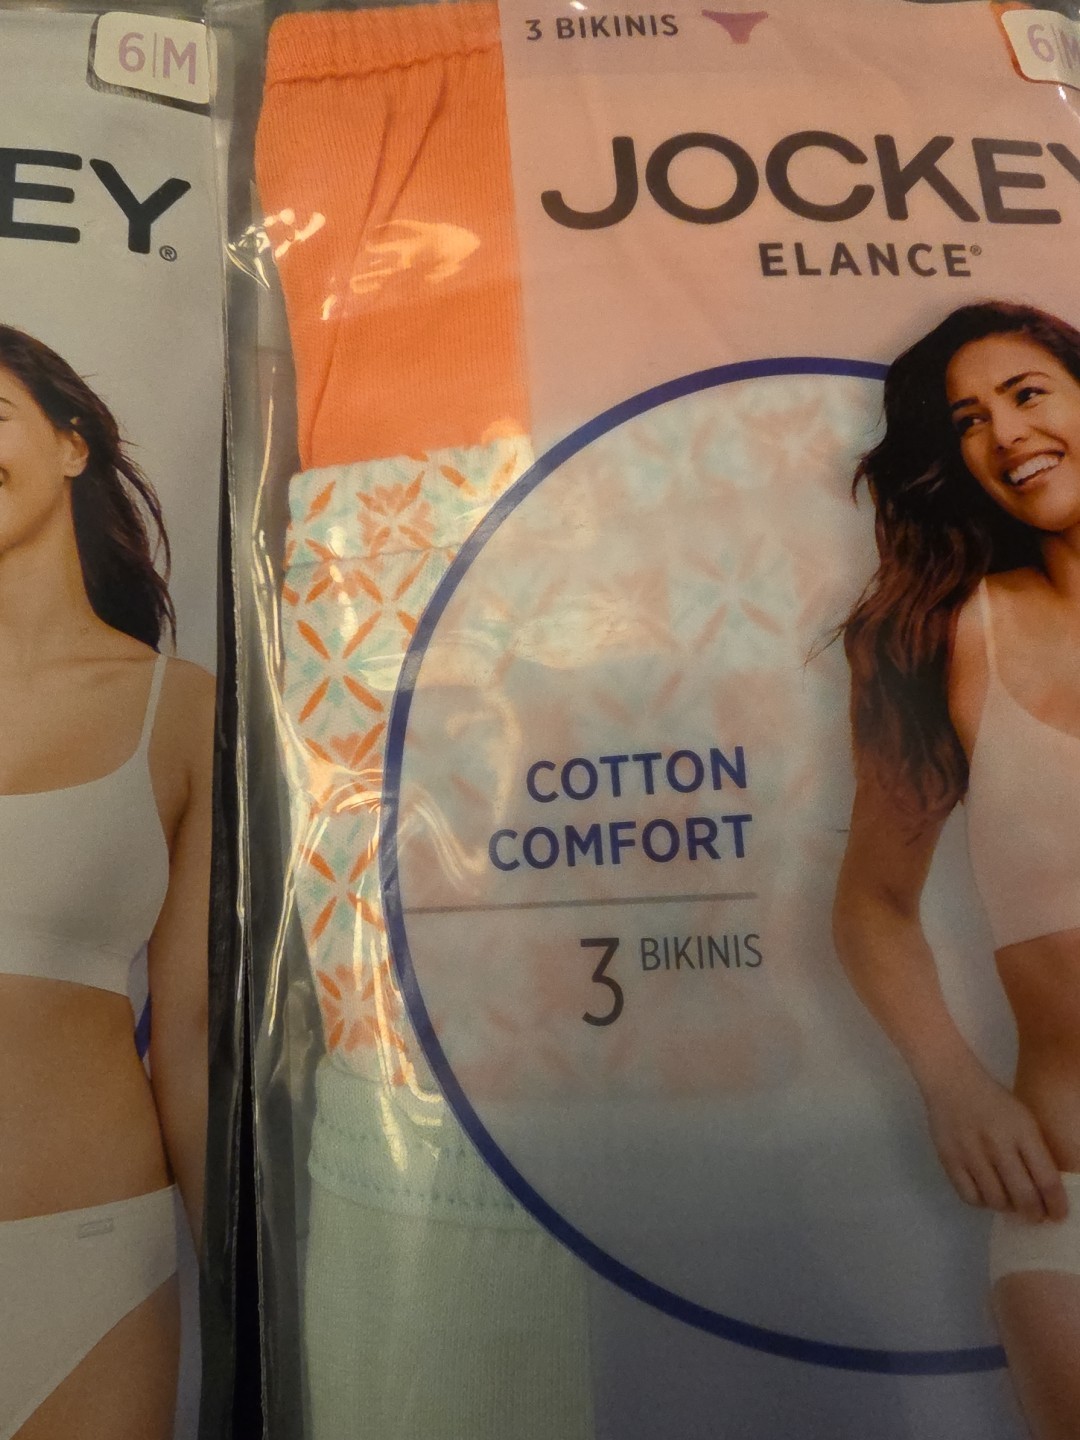 6|M
EY®
3 BIKINIS
6|M
JOCKEY
ELANCE®
COTTON
COMFORT
3 BIKINIS